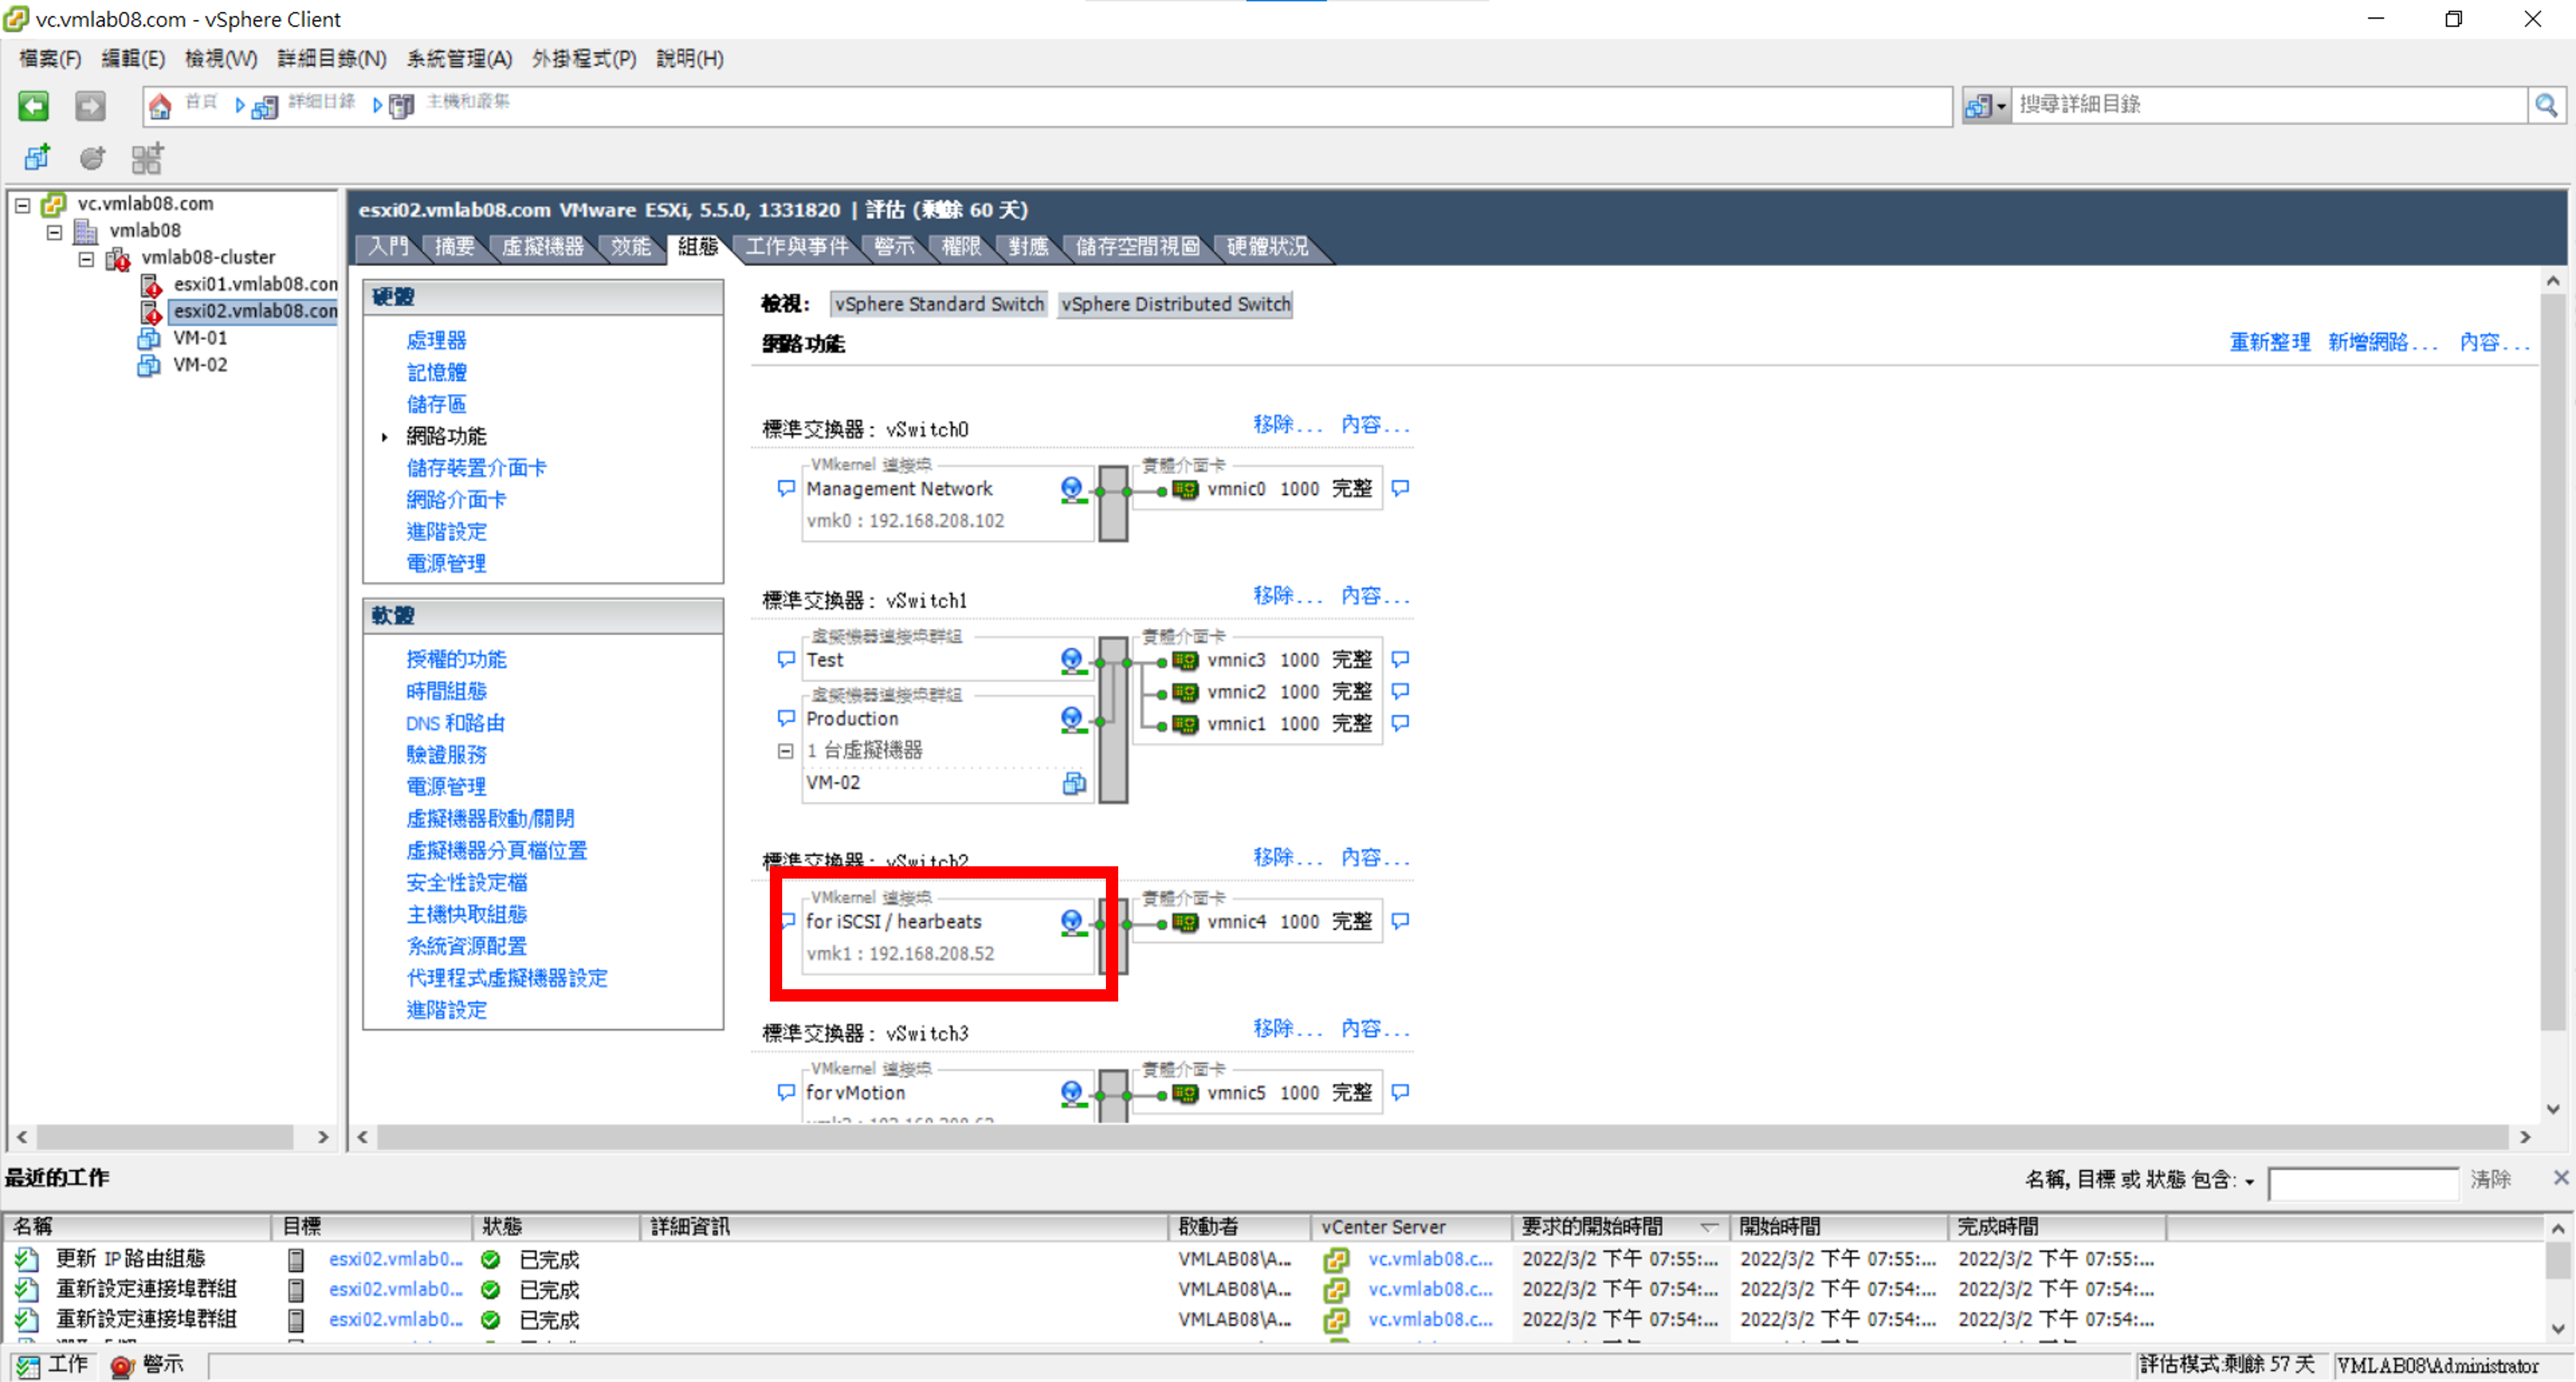 vc.vmlab08.com - vSphere Client
檔案(F) 編輯(E) 檢視(W) 詳細目錄(N) 系統管理(A) 外掛程式(P) 說明(H)
首頁 詳細目錄 主機和叢集 搜尋詳細目錄
vc.vmlab08.com
vmlab08
vmlab08-cluster
esxi01.vmlab08.con
esxi02.vmlab08.con
VM-01
VM-02
esxi02.vmlab08.com VMware ESXi, 5.5.0, 1331820 | 評估 (剩餘 60 天)
入門 摘要 虛擬機器 效能 組態 工作與事件 警示 權限 對應 儲存空間視圖 硬體狀況
硬體
處理器
記憶體
儲存區
網路功能
儲存裝置介面卡
網路介面卡
進階設定
電源管理
軟體
授權的功能
時間組態
DNS 和路由
驗證服務
電源管理
虛擬機器啟動/關閉
虛擬機器分頁檔位置
安全性設定檔
主機快取組態
系統資源配置
代理程式虛擬機器設定
進階設定
檢視: vSphere Standard Switch vSphere Distributed Switch
網路功能 重新整理 新增網路... 內容...
標準交換器: vSwitch0 移除... 內容...
VMkernel 連接埠 實體介面卡
Management Network vmnic0 1000 完整
vmk0 : 192.168.208.102
標準交換器: vSwitch1 移除... 內容...
虛擬機器連接埠群組 實體介面卡
Test vmnic3 1000 完整
虛擬機器連接埠群組 vmnic2 1000 完整
Production vmnic1 1000 完整
1 台虛擬機器
VM-02
標準交換器: vSwitch2 移除... 內容...
VMkernel 連接埠 實體介面卡
for iSCSI / hearbeats vmnic4 1000 完整
vmk1 : 192.168.208.52
標準交換器: vSwitch3 移除... 內容...
VMkernel 連接埠 實體介面卡
for vMotion vmnic5 1000 完整
最近的工作 名稱, 目標 或 狀態 包含: 清除
名稱 目標 狀態 詳細資訊 啟動者 vCenter Server 要求的開始時間 開始時間 完成時間
更新 IP 路由組態 esxi02.vmlab0... 已完成 VMLAB08\A... vc.vmlab08.c... 2022/3/2 下午 07:55:... 2022/3/2 下午 07:55:... 2022/3/2 下午 07:55:...
重新設定連接埠群組 esxi02.vmlab0... 已完成 VMLAB08\A... vc.vmlab08.c... 2022/3/2 下午 07:54:... 2022/3/2 下午 07:54:... 2022/3/2 下午 07:54:...
重新設定連接埠群組 esxi02.vmlab0... 已完成 VMLAB08\A... vc.vmlab08.c... 2022/3/2 下午 07:54:... 2022/3/2 下午 07:54:... 2022/3/2 下午 07:54:...
工作 警示 評估模式:剩餘 57 天 VMLAB08\Administrator